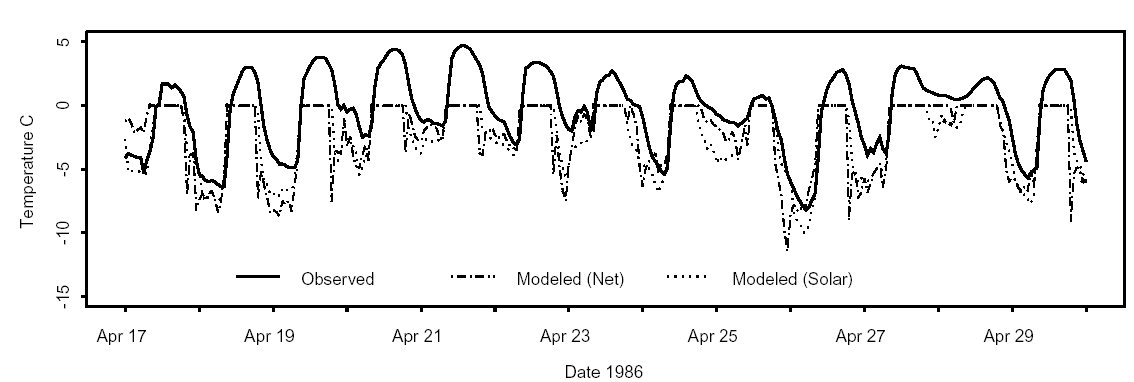 5
0
-5
-10
-15
Temperature C
Observed Modeled (Net) Modeled (Solar)
Apr 17 Apr 19 Apr 21 Apr 23 Apr 25 Apr 27 Apr 29
Date 1986